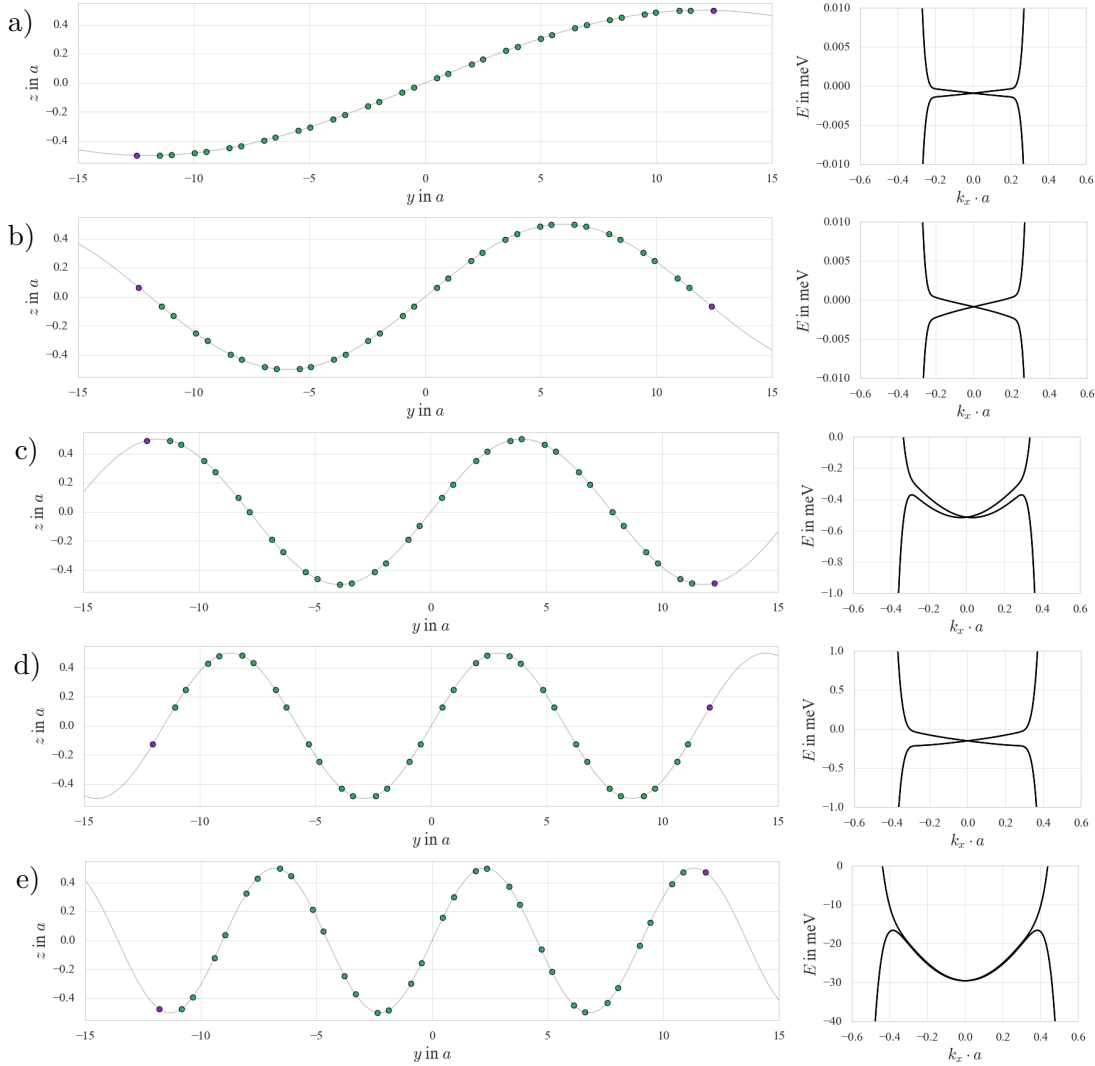 a)
0.4
0.2
0.0
−0.2
−0.4
z in a
−15 −10 −5 0 5 10 15
y in a
0.010
0.005
0.000
−0.005
−0.010
E in meV
−0.6 −0.4 −0.2 0.0 0.2 0.4 0.6
kₓ · a
b)
0.4
0.2
0.0
−0.2
−0.4
z in a
−15 −10 −5 0 5 10 15
y in a
0.010
0.005
0.000
−0.005
−0.010
E in meV
−0.6 −0.4 −0.2 0.0 0.2 0.4 0.6
kₓ · a
c)
0.4
0.2
0.0
−0.2
−0.4
z in a
−15 −10 −5 0 5 10 15
y in a
0.0
−0.2
−0.4
−0.6
−0.8
−1.0
E in meV
−0.6 −0.4 −0.2 0.0 0.2 0.4 0.6
kₓ · a
d)
0.4
0.2
0.0
−0.2
−0.4
z in a
−15 −10 −5 0 5 10 15
y in a
1.0
0.5
0.0
−0.5
−1.0
E in meV
−0.6 −0.4 −0.2 0.0 0.2 0.4 0.6
kₓ · a
e)
0.4
0.2
0.0
−0.2
−0.4
z in a
−15 −10 −5 0 5 10 15
y in a
0
−10
−20
−30
−40
E in meV
−0.6 −0.4 −0.2 0.0 0.2 0.4 0.6
kₓ · a